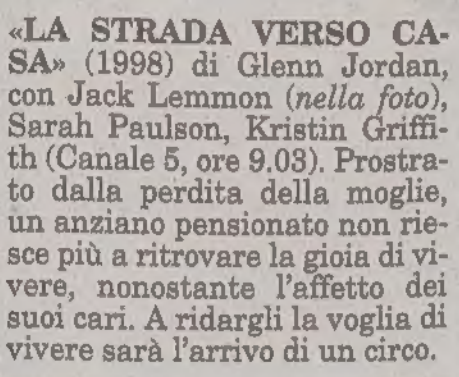 «LA STRADA VERSO CA-
SA» (1998) di Glenn Jordan,
con Jack Lemmon (nella foto),
Sarah Paulson, Kristin Griffi-
th (Canale 5, ore 9.03). Prostra-
to dalla perdita della moglie,
un anziano pensionato non rie-
sce più a ritrovare la gioia di vi-
vere, nonostante l'affetto dei
suoi cari. A ridargli la voglia di
vivere sarà l'arrivo di un circo.